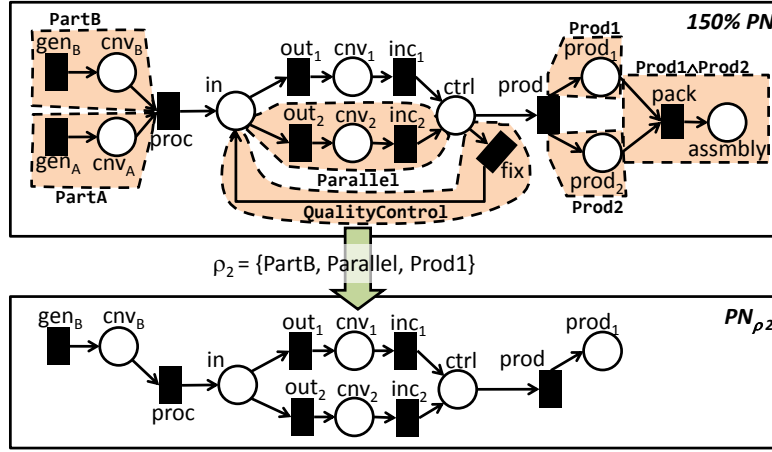 PartB
150% PN
gen_B
cnv_B
out_1
cnv_1
inc_1
Prod1
prod_1
Prod1∧Prod2
in
ctrl
prod
pack
gen_A
cnv_A
proc
out_2
cnv_2
inc_2
assmbly
PartA
Parallel
fix
prod_2
Prod2
QualityControl
ρ_2 = {PartB, Parallel, Prod1}
PN_ρ2
gen_B
cnv_B
out_1
cnv_1
inc_1
prod_1
in
ctrl
prod
proc
out_2
cnv_2
inc_2